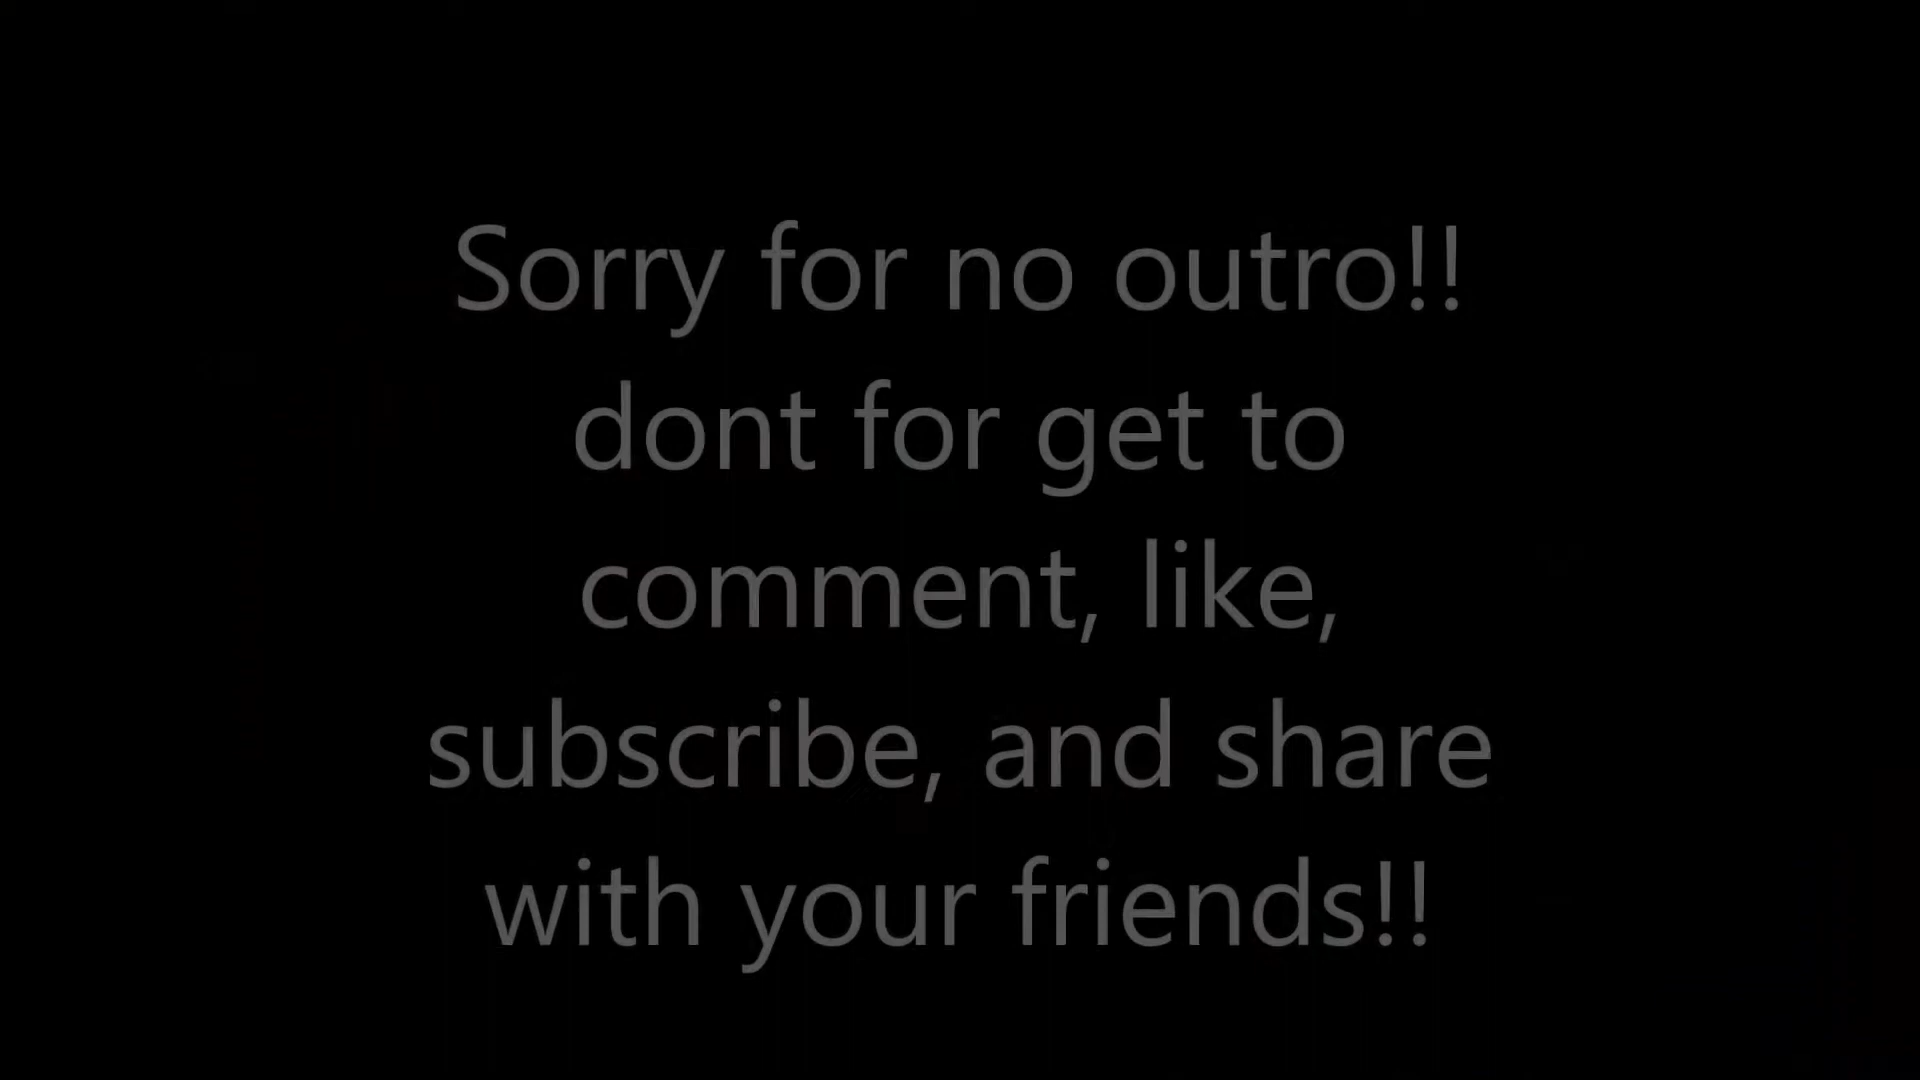 Sorry for no outro!!
dont for get to
comment, like,
subscribe, and share
with your friends!!